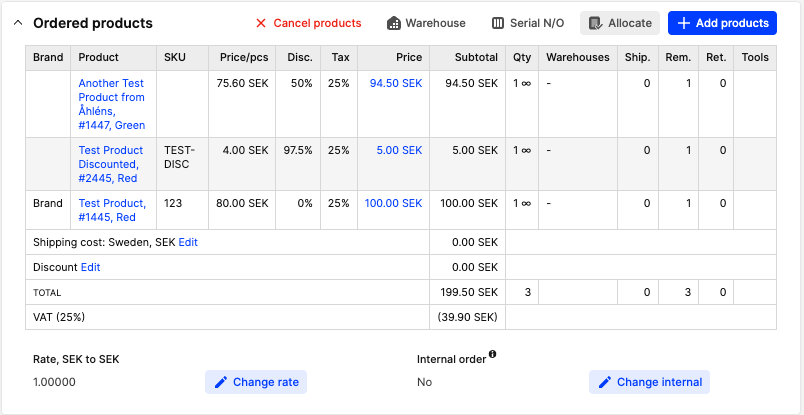 Ordered products
Cancel products
Warehouse
Serial N/O
Allocate
Add products
Brand Product SKU Price/pcs Disc. Tax Price Subtotal Qty Warehouses Ship. Rem. Ret. Tools
Another Test Product from Åhléns, #1447, Green 75.60 SEK 50% 25% 94.50 SEK 94.50 SEK 1 ∞ - 0 1 0
Test Product Discounted, #2445, Red TEST-DISC 4.00 SEK 97.5% 25% 5.00 SEK 5.00 SEK 1 ∞ - 0 1 0
Brand Test Product, #1445, Red 123 80.00 SEK 0% 25% 100.00 SEK 100.00 SEK 1 ∞ - 0 1 0
Shipping cost: Sweden, SEK Edit 0.00 SEK
Discount Edit 0.00 SEK
TOTAL 199.50 SEK 3 0 3 0
VAT (25%) (39.90 SEK)
Rate, SEK to SEK
1.00000
Change rate
Internal order
No
Change internal